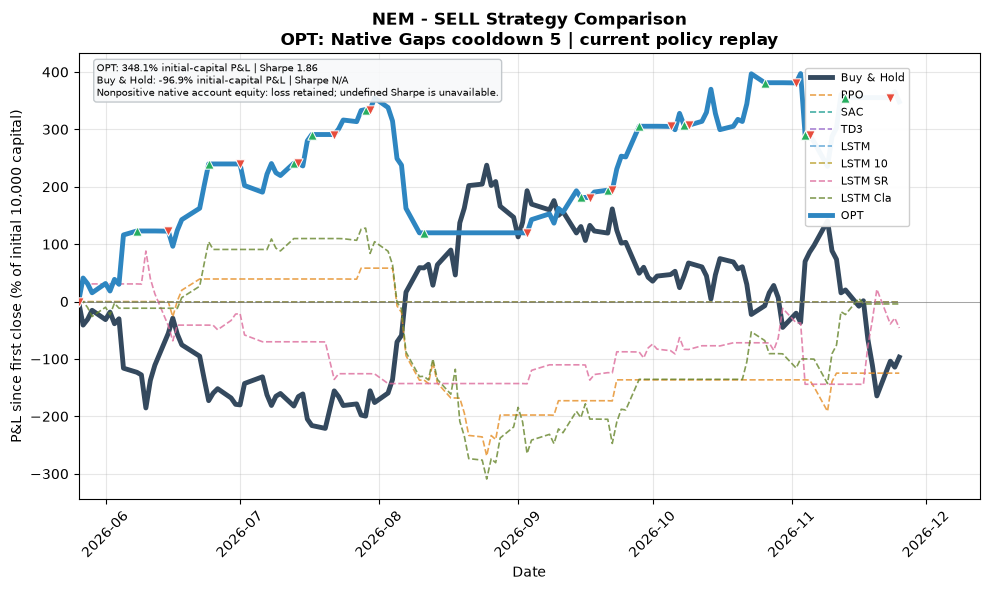 NEM - SELL Strategy Comparison
OPT: Native Gaps cooldown 5 | current policy replay
OPT: 348.1% initial-capital P&L | Sharpe 1.86
Buy & Hold: -96.9% initial-capital P&L | Sharpe N/A
Nonpositive native account equity: loss retained; undefined Sharpe is unavailable.
Buy & Hold
PPO
SAC
TD3
LSTM
LSTM 10
LSTM SR
LSTM Cla
OPT
P&L since first close (% of initial 10,000 capital)
400
300
200
100
0
−100
−200
−300
2026-06
2026-07
2026-08
2026-09
2026-10
2026-11
2026-12
Date